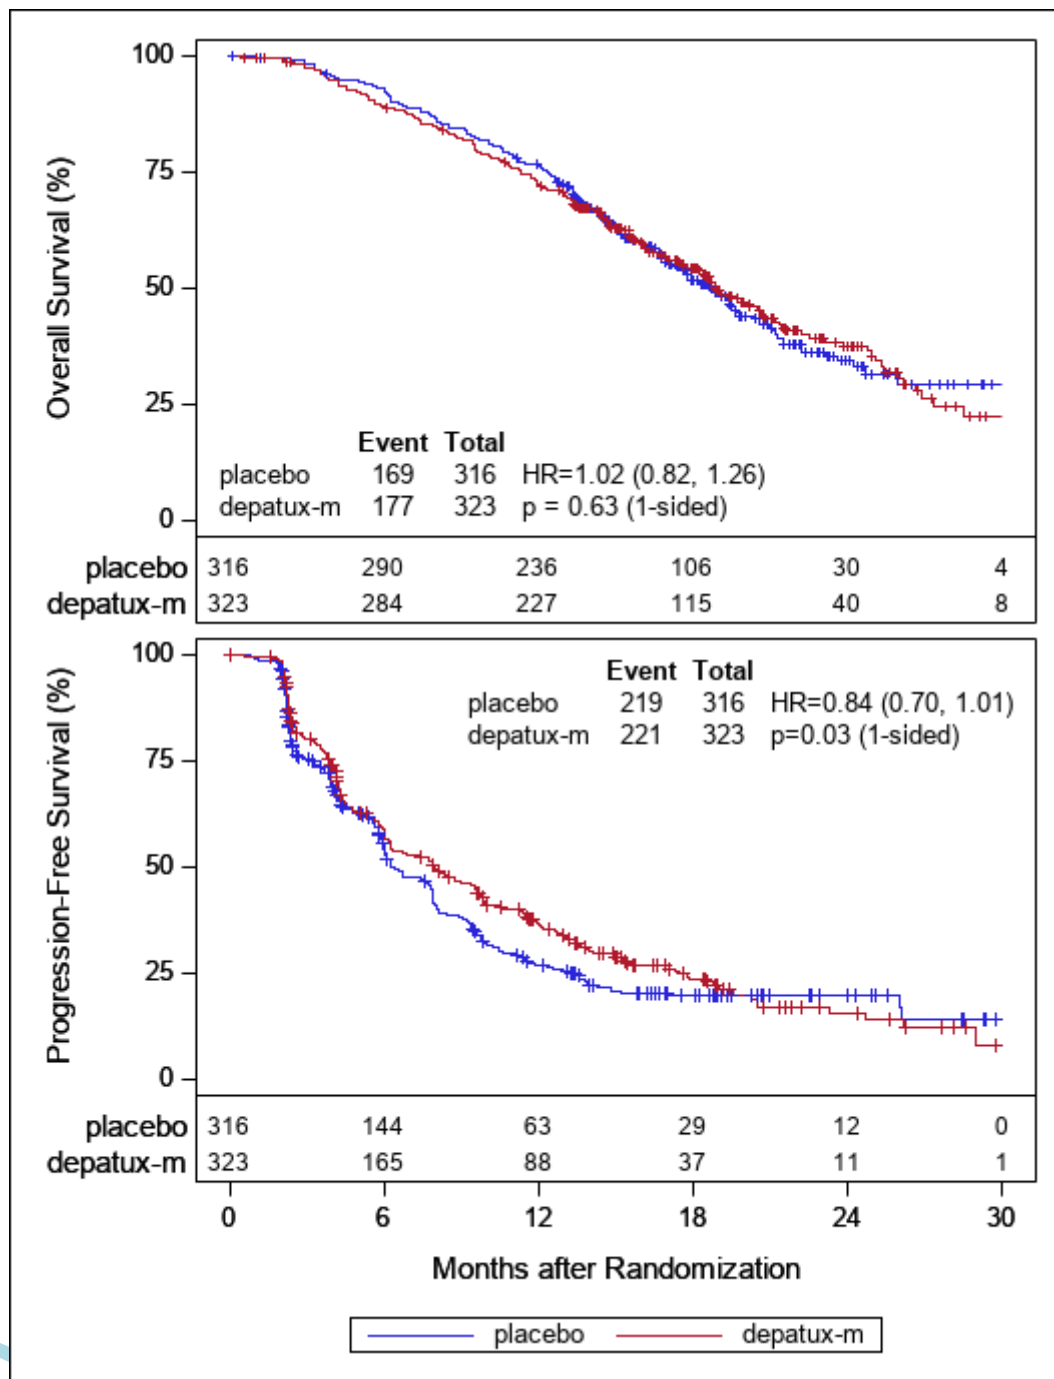 Overall Survival (%)
100
75
50
25
0
Event Total
placebo 169 316 HR=1.02 (0.82, 1.26)
depatux-m 177 323 p = 0.63 (1-sided)
placebo 316 290 236 106 30 4
depatux-m 323 284 227 115 40 8
Progression-Free Survival (%)
100
75
50
25
0
Event Total
placebo 219 316 HR=0.84 (0.70, 1.01)
depatux-m 221 323 p=0.03 (1-sided)
placebo 316 144 63 29 12 0
depatux-m 323 165 88 37 11 1
0 6 12 18 24 30
Months after Randomization
placebo depatux-m